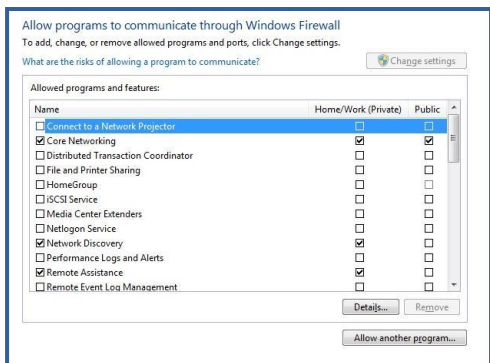 Allow programs to communicate through Windows Firewall
To add, change, or remove allowed programs and ports, click Change settings.
What are the risks of allowing a program to communicate?
Change settings
Allowed programs and features:
Name Home/Work (Private) Public
Connect to a Network Projector
Core Networking
Distributed Transaction Coordinator
File and Printer Sharing
HomeGroup
iSCSI Service
Media Center Extenders
Netlogon Service
Network Discovery
Performance Logs and Alerts
Remote Assistance
Remote Event Log Management
Details... Remove
Allow another program...